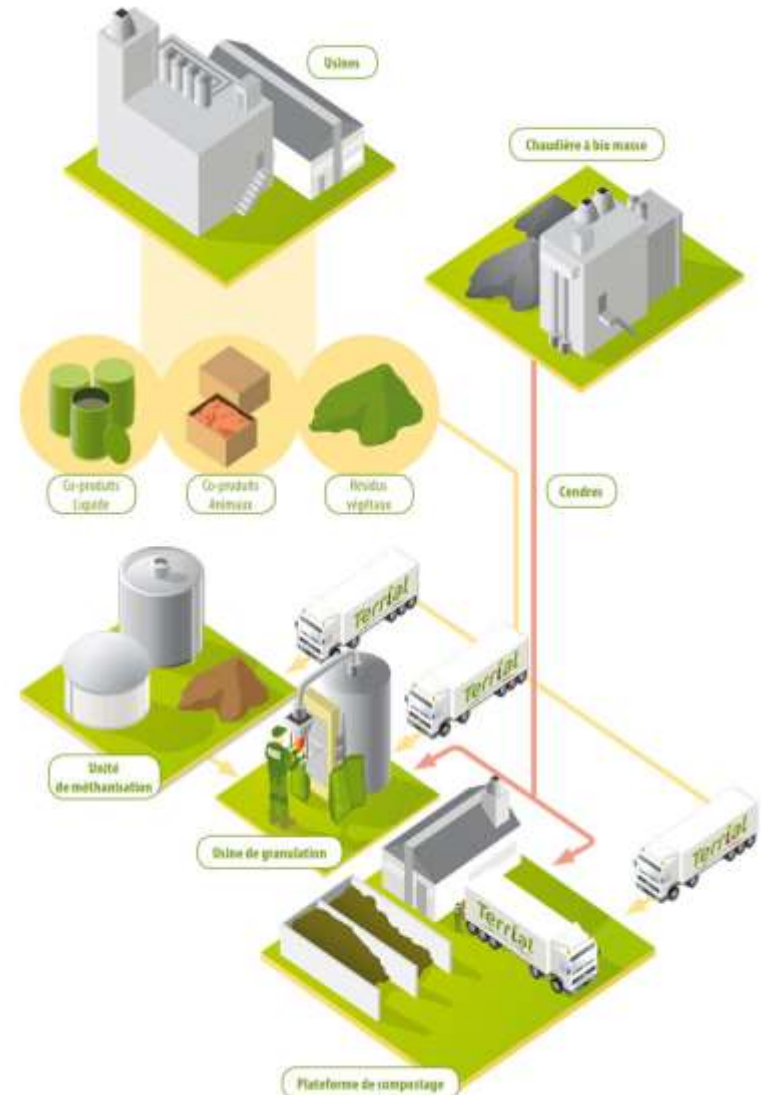 Usines
Chaudière à bio masse
Co-produits
Liquide
Co-produits
Animaux
Résidus
végétaux
Cendres
Terrial
Terrial
Unité
de méthanisation
Usine de granulation
Terrial
Terrial
Plateforme de compostage